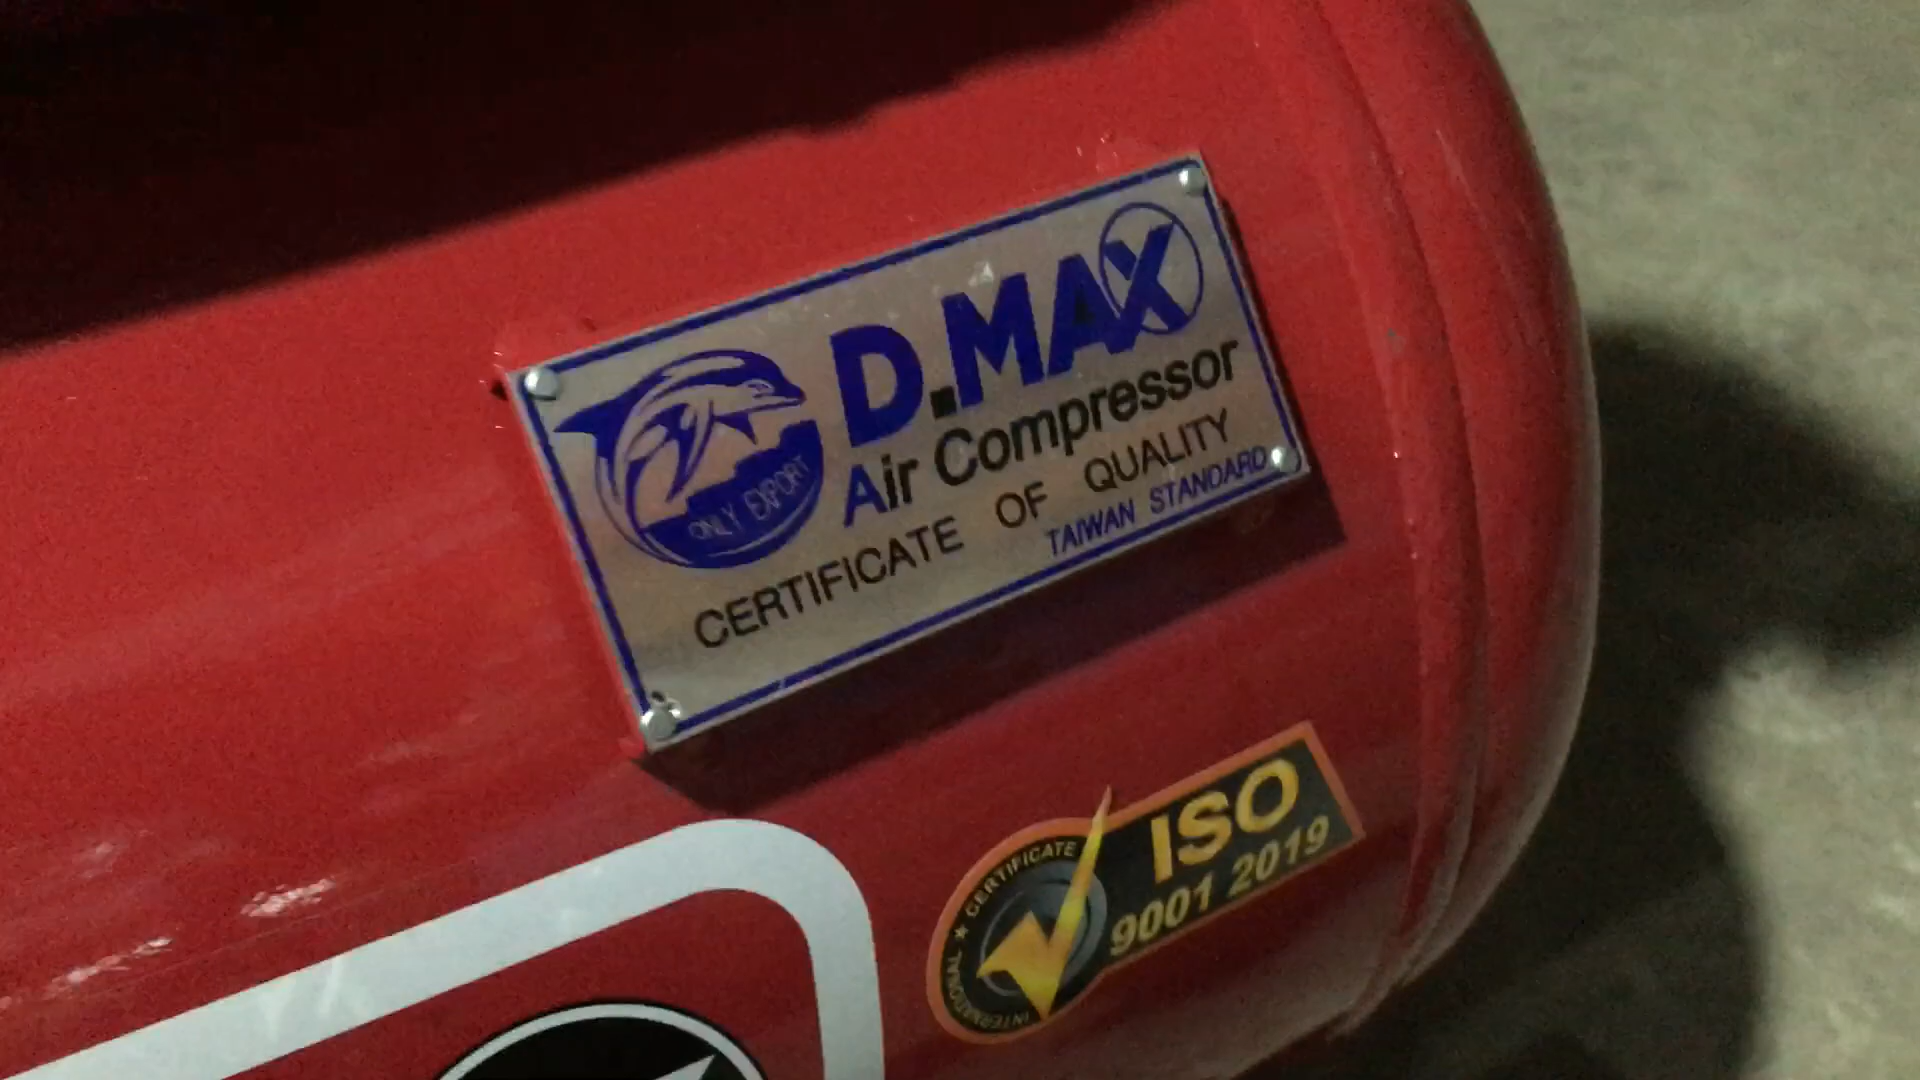 D.MAX
Air Compressor
ONLY EXPORT
CERTIFICATE OF QUALITY
TAIWAN STANDARD
ISO
9001 2019
INTERNATIONAL ★ CERTIFICATE